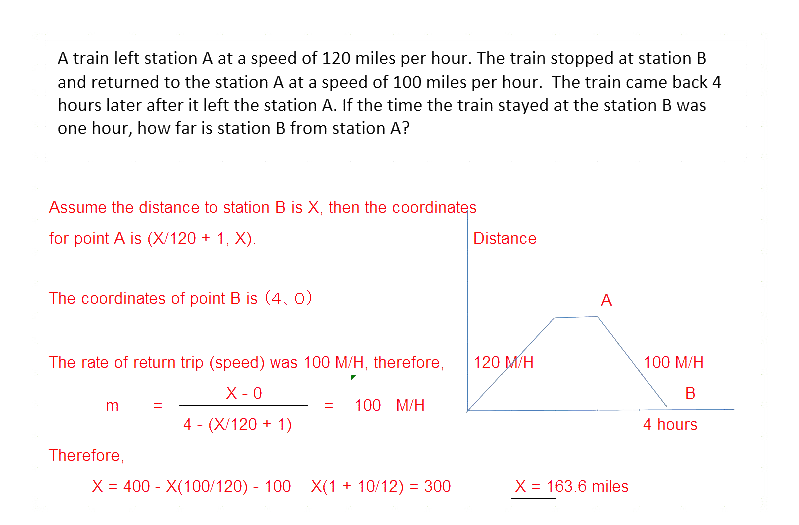 A train left station A at a speed of 120 miles per hour. The train stopped at station B
and returned to the station A at a speed of 100 miles per hour. The train came back 4
hours later after it left the station A. If the time the train stayed at the station B was
one hour, how far is station B from station A?
Assume the distance to station B is X, then the coordinates
for point A is (X/120 + 1, X).
Distance
The coordinates of point B is (4、0)
A
The rate of return trip (speed) was 100 M/H, therefore,
120 M/H
100 M/H
m = X - 0 = 100 M/H
4 - (X/120 + 1)
B
4 hours
Therefore,
X = 400 - X(100/120) - 100 X(1 + 10/12) = 300 X = 163.6 miles